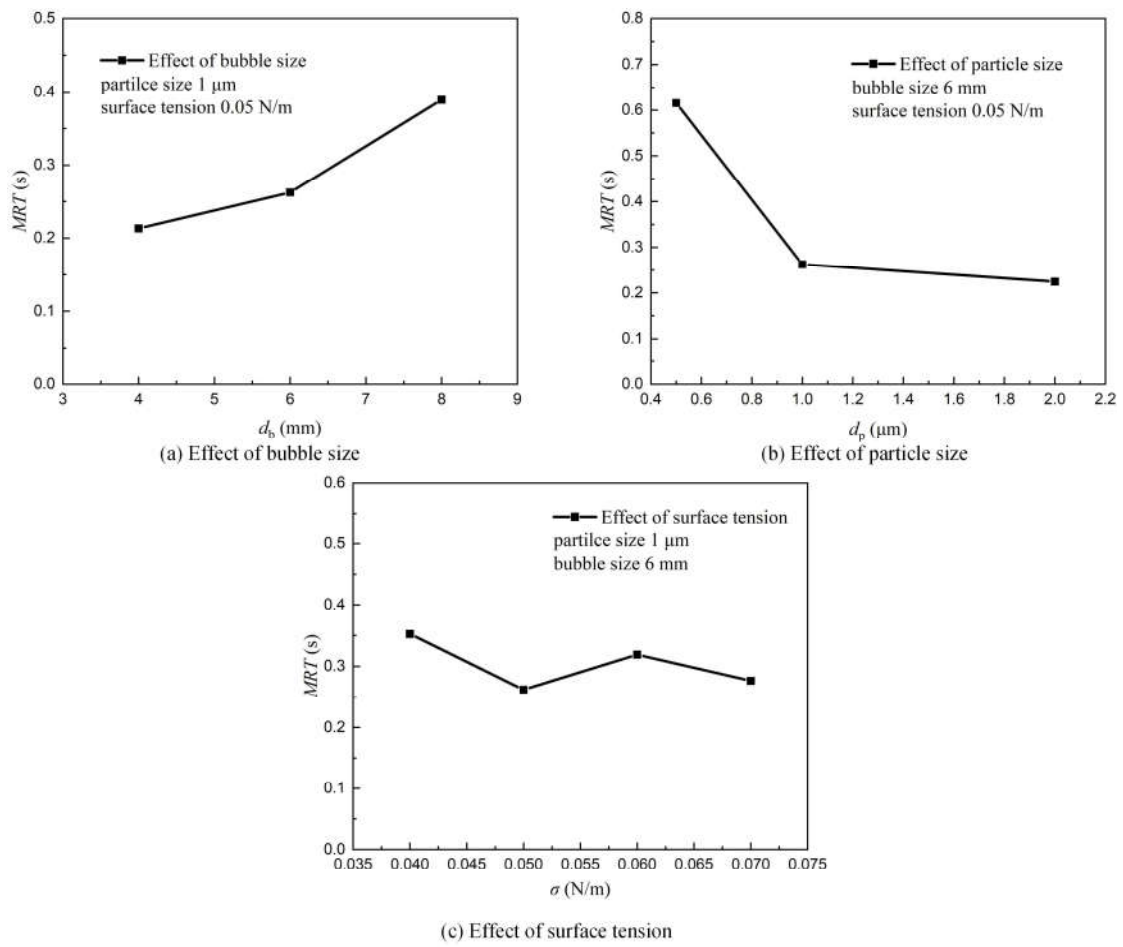 0.5
0.4
0.3
0.2
0.1
0.0
MRT (s)
Effect of bubble size
partilce size 1 μm
surface tension 0.05 N/m
3 4 5 6 7 8 9
d_b (mm)
(a) Effect of bubble size
0.8
0.7
0.6
0.5
0.4
0.3
0.2
0.1
0.0
MRT (s)
Effect of particle size
bubble size 6 mm
surface tension 0.05 N/m
0.4 0.6 0.8 1.0 1.2 1.4 1.6 1.8 2.0 2.2
d_p (μm)
(b) Effect of particle size
0.6
0.5
0.4
0.3
0.2
0.1
0.0
MRT (s)
Effect of surface tension
partilce size 1 μm
bubble size 6 mm
0.035 0.040 0.045 0.050 0.055 0.060 0.065 0.070 0.075
σ (N/m)
(c) Effect of surface tension